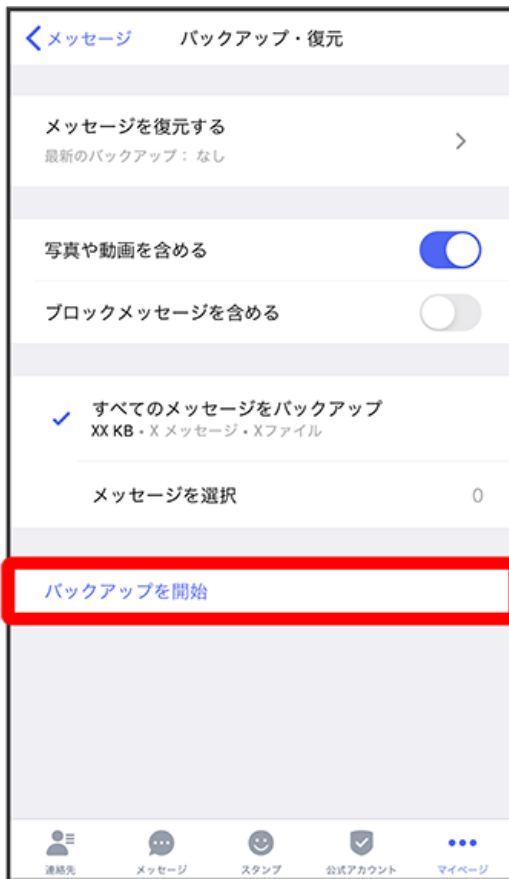 メッセージ バックアップ・復元
メッセージを復元する
最新のバックアップ： なし
写真や動画を含める
ブロックメッセージを含める
すべてのメッセージをバックアップ
XX KB • X メッセージ • Xファイル
メッセージを選択 0
バックアップを開始
連絡先 メッセージ スタンプ 公式アカウント マイページ